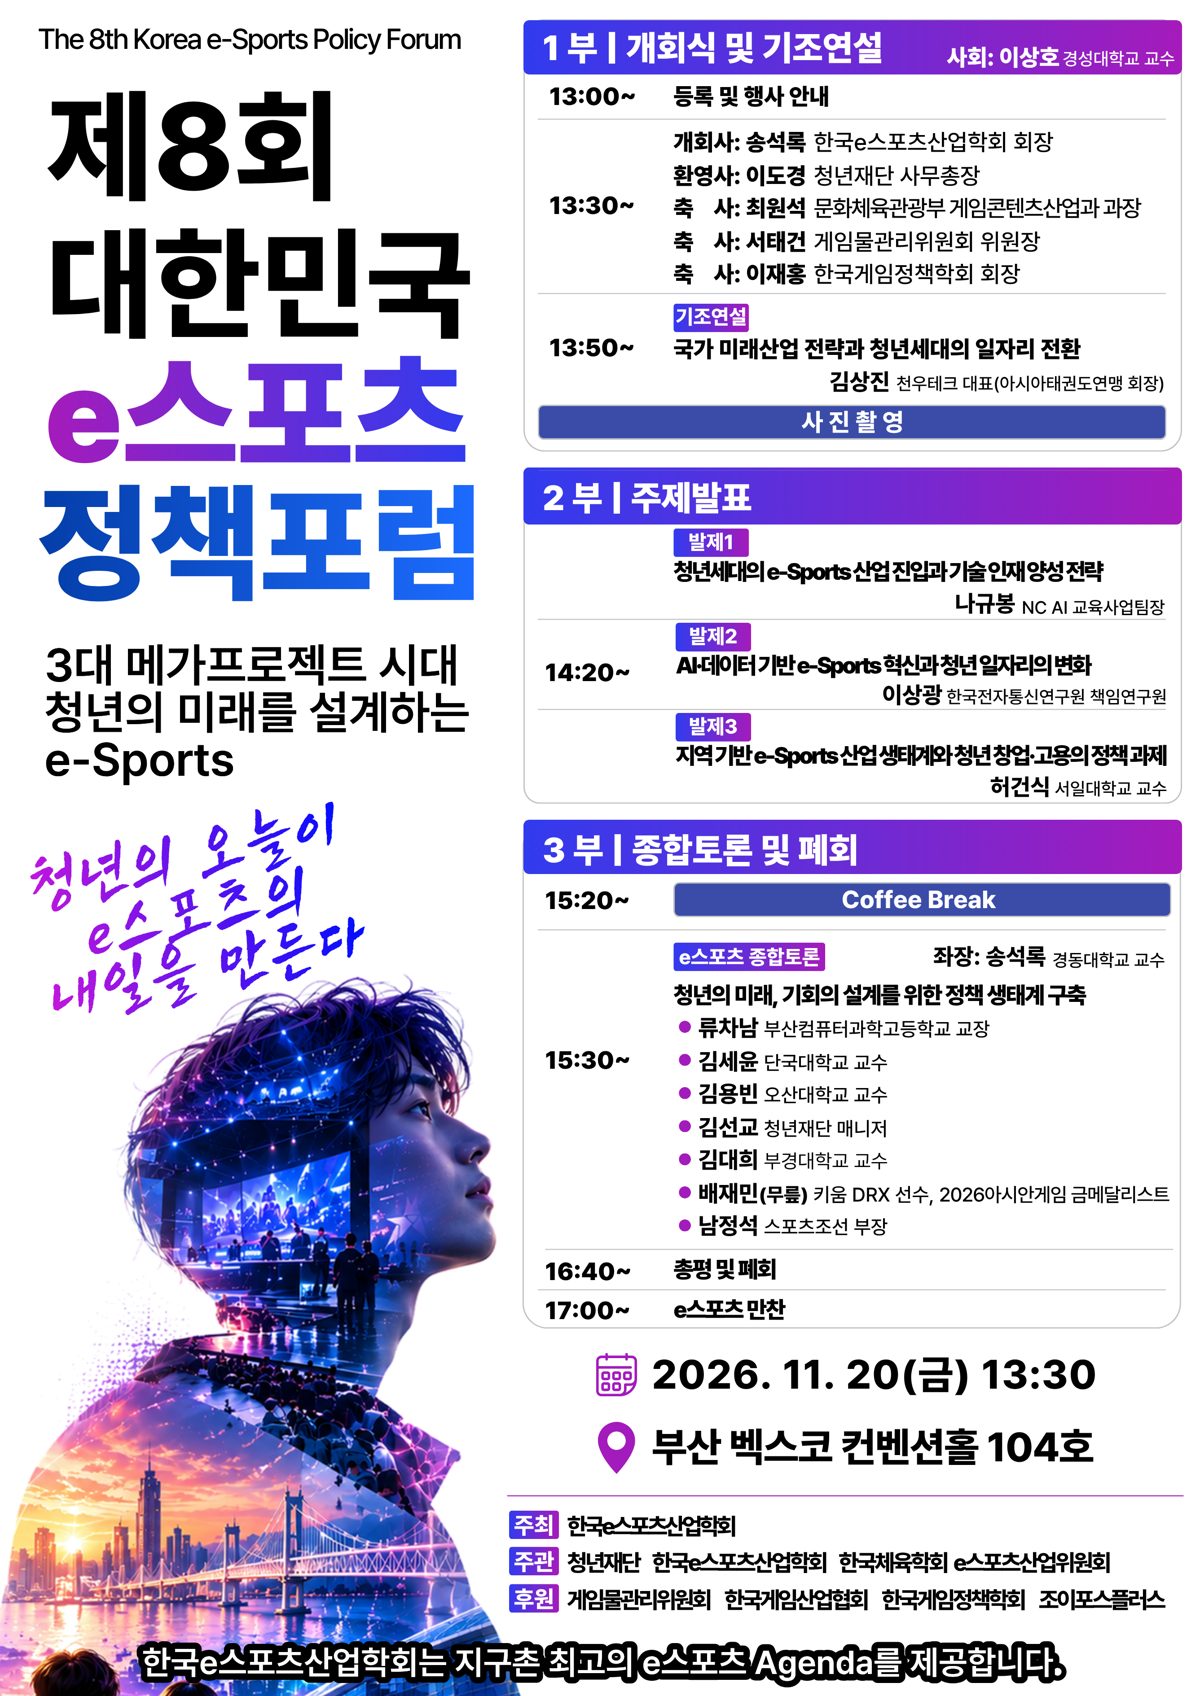 The 8th Korea e-Sports Policy Forum
제8회
대한민국
e스포츠
정책포럼
3대 메가프로젝트 시대
청년의 미래를 설계하는
e-Sports
청년의 오늘이
e스포츠의
내일을 만든다
1 부 | 개회식 및 기조연설
사회: 이상호 경성대학교 교수
13:00~ 등록 및 행사 안내
13:30~
개회사: 송석록 한국e스포츠산업학회 회장
환영사: 이도경 청년재단 사무총장
축 사: 최원석 문화체육관광부 게임콘텐츠산업과 과장
축 사: 서태건 게임물관리위원회 위원장
축 사: 이재홍 한국게임정책학회 회장
13:50~
기조연설
국가 미래산업 전략과 청년세대의 일자리 전환
김상진 천우테크 대표(아시아태권도연맹 회장)
사 진 촬 영
2 부 | 주제발표
14:20~
발제1
청년세대의 e-Sports 산업 진입과 기술 인재 양성 전략
나규봉 NC AI 교육사업팀장
발제2
AI·데이터 기반 e-Sports 혁신과 청년 일자리의 변화
이상광 한국전자통신연구원 책임연구원
발제3
지역 기반 e-Sports 산업 생태계와 청년 창업·고용의 정책 과제
허건식 서일대학교 교수
3 부 | 종합토론 및 폐회
15:20~ Coffee Break
15:30~
e스포츠 종합토론
좌장: 송석록 경동대학교 교수
청년의 미래, 기회의 설계를 위한 정책 생태계 구축
● 류차남 부산컴퓨터과학고등학교 교장
● 김세윤 단국대학교 교수
● 김용빈 오산대학교 교수
● 김선교 청년재단 매니저
● 김대희 부경대학교 교수
● 배재민(무릎) 키움 DRX 선수, 2026아시안게임 금메달리스트
● 남정석 스포츠조선 부장
16:40~ 총평 및 폐회
17:00~ e스포츠 만찬
2026. 11. 20(금) 13:30
부산 벡스코 컨벤션홀 104호
주최 한국e스포츠산업학회
주관 청년재단 한국e스포츠산업학회 한국체육학회 e스포츠산업위원회
후원 게임물관리위원회 한국게임산업협회 한국게임정책학회 조이포스플러스
한국e스포츠산업학회는 지구촌 최고의 e스포츠 Agenda를 제공합니다.